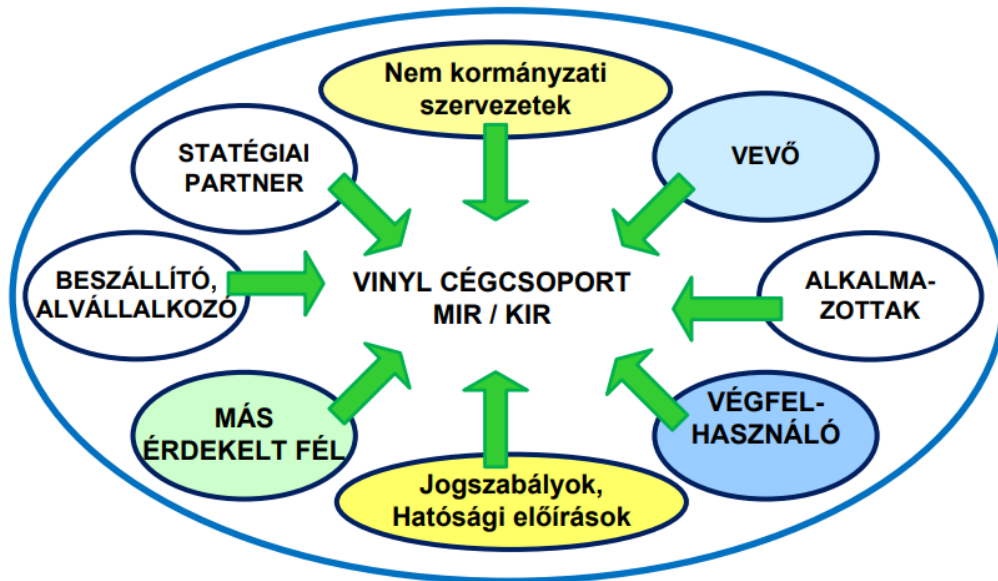 Nem kormányzati
szervezetek
STATÉGIAI
PARTNER
VEVŐ
BESZÁLLÍTÓ,
ALVÁLLALKOZÓ
VINYL CÉGCSOPORT
MIR / KIR
ALKALMA-
ZOTTAK
MÁS
ÉRDEKELT FÉL
VÉGFEL-
HASZNÁLÓ
Jogszabályok,
Hatósági előírások